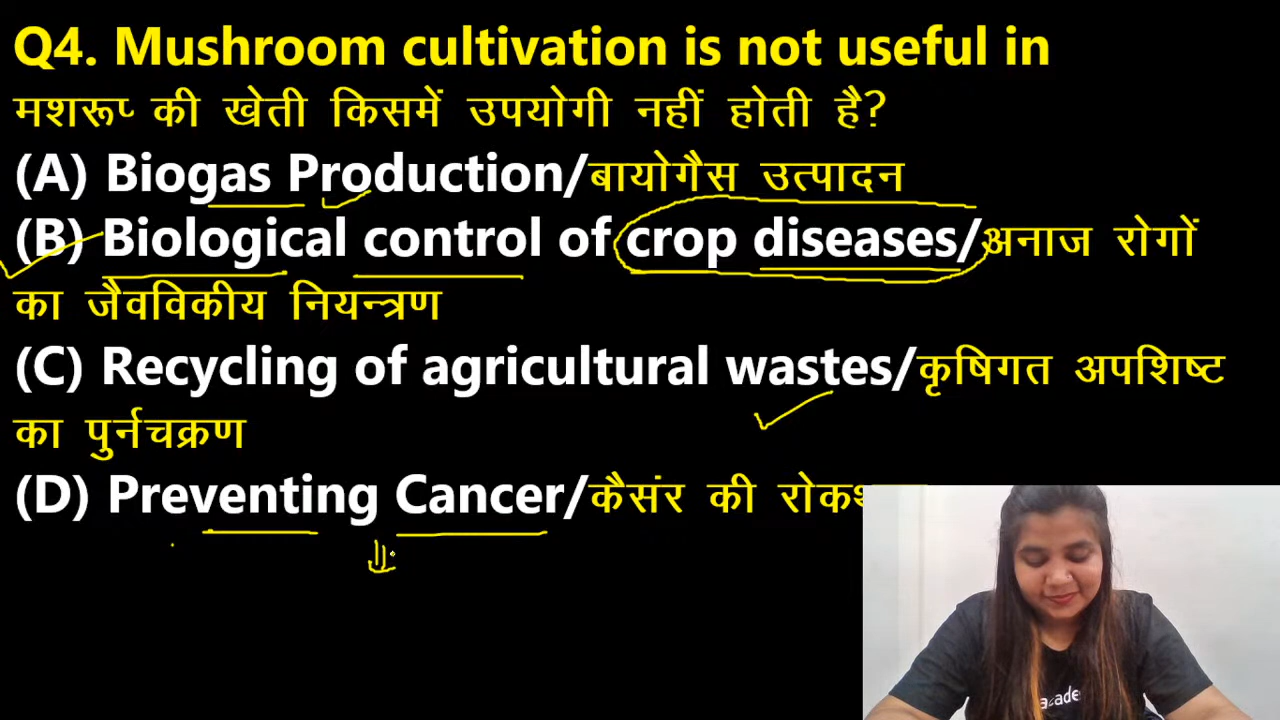 Q4. Mushroom cultivation is not useful in
मशरूप की खेती किसमें उपयोगी नहीं होती है?
(A) Biogas Production/बायोगैस उत्पादन
(B) Biological control of crop diseases/अनाज रोगों
का जैवविकीय नियन्त्रण
(C) Recycling of agricultural wastes/कृषिगत अपशिष्ट
का पुर्नचक्रण
(D) Preventing Cancer/कैसंर की